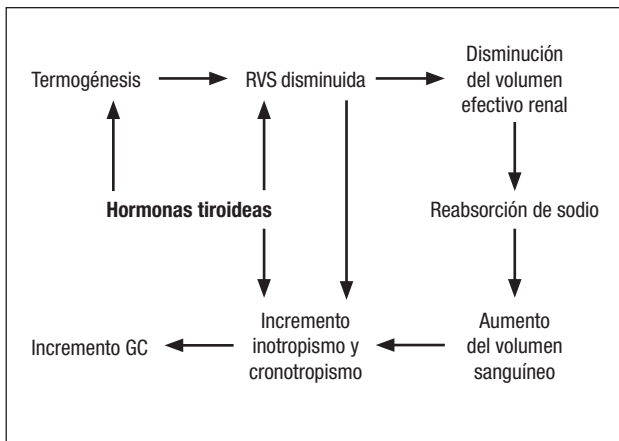 Termogénesis
RVS disminuida
Disminución
del volumen
efectivo renal
Hormonas tiroideas
Reabsorción de sodio
Incremento GC
Incremento
inotropismo y
cronotropismo
Aumento
del volumen
sanguíneo